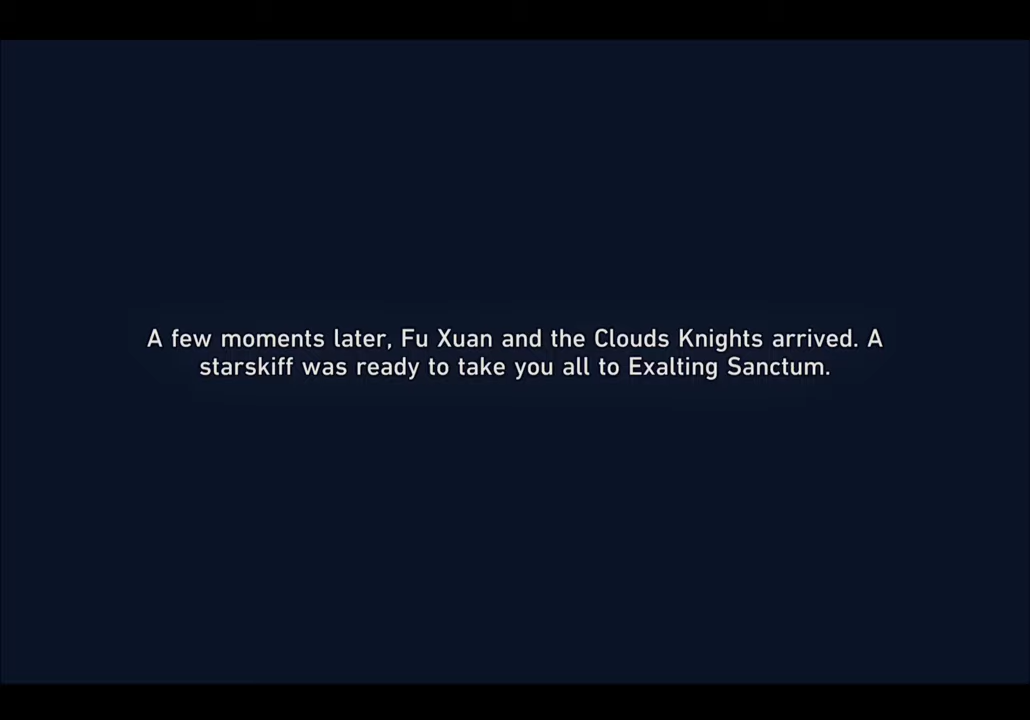 A few moments later, Fu Xuan and the Clouds Knights arrived. A
starskiff was ready to take you all to Exalting Sanctum.